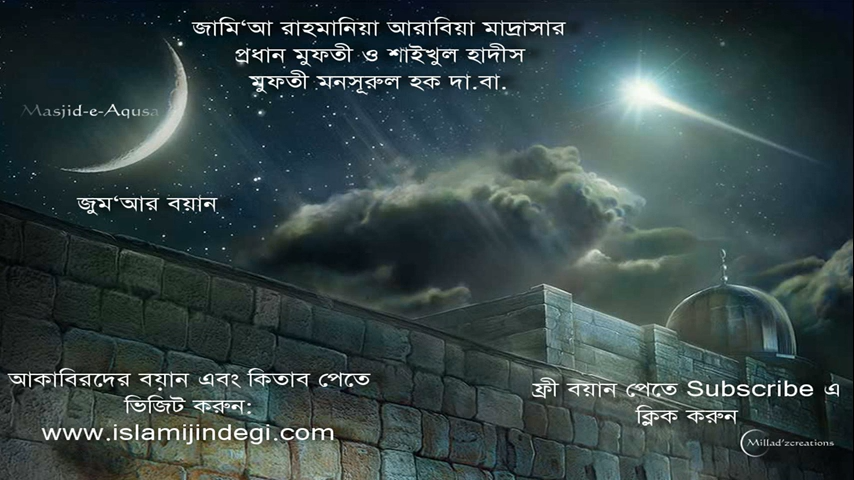 জামি‘আ রাহমানিয়া আরাবিয়া মাদ্রাসার
প্রধান মুফতী ও শাইখুল হাদীস
মুফতী মনসূরুল হক দা.বা.
Masjid-e-Aqusa
জুম‘আর বয়ান
আকাবিরদের বয়ান এবং কিতাব পেতে
ভিজিট করুন:
www.islamijindegi.com
ফ্রী বয়ান পেতে Subscribe এ
ক্লিক করুন
Millad'zcreations